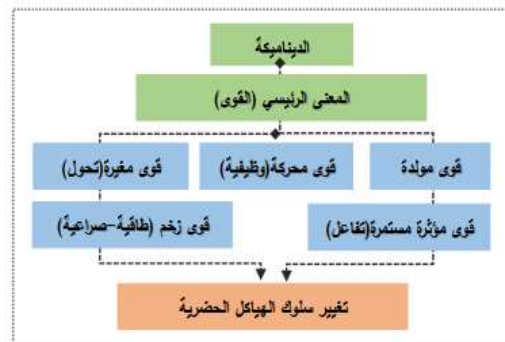 الديناميكة
المعنى الرئيسي (القوى)
قوى مولدة
قوى محركة(وظيفية)
قوى مغيرة(تحول)
قوى مؤثرة مستمرة(تفاعل)
قوى زخم (طاقية-صراعية)
تغيير سلوك الهياكل الحضرية